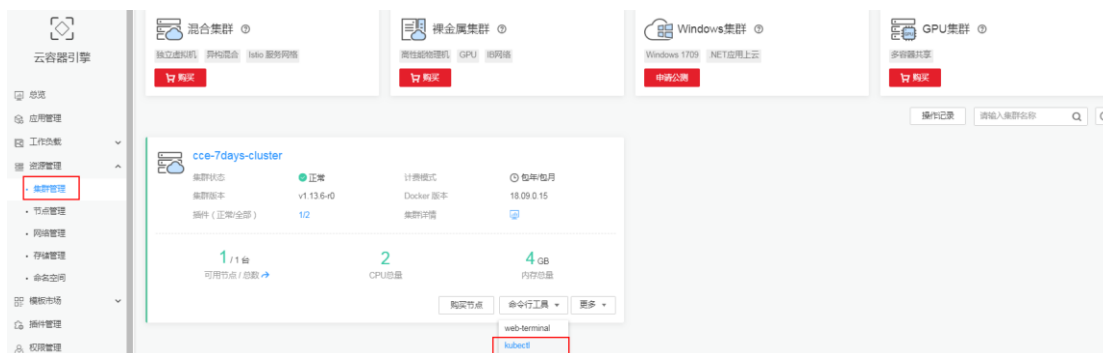 云容器引擎
总览
应用管理
工作负载
资源管理
集群管理
节点管理
网络管理
存储管理
命名空间
模板市场
插件管理
权限管理
混合集群
独立虚拟机 异构混合 Istio 服务网格
购买
裸金属集群
高性能物理机 GPU IB网络
购买
Windows集群
Windows 1709 .NET应用上云
申请公测
GPU集群
多容器共享
购买
操作记录 请输入集群名称
cce-7days-cluster
集群状态 正常 计费模式 包年包月
集群版本 v1.13.6-r0 Docker 版本 18.09.0.15
插件（正常/全部） 1/2 集群详情
1 / 1 台 2 4 GB
可用节点 / 总数 CPU总量 内存总量
购买节点 命令行工具 更多
web-terminal
kubectl